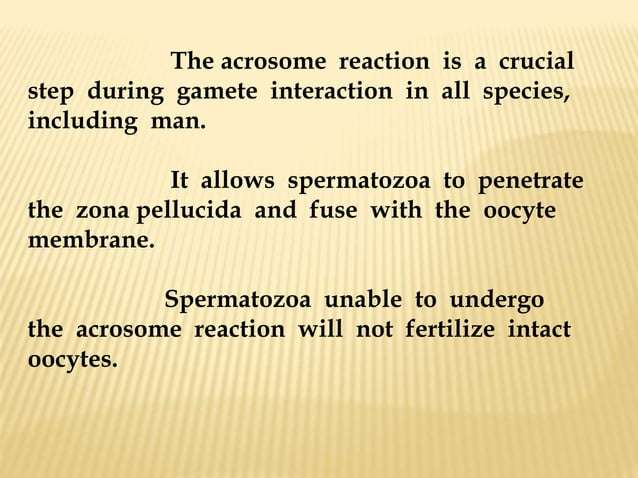 The acrosome reaction is a crucial
step during gamete interaction in all species,
including man.
It allows spermatozoa to penetrate
the zona pellucida and fuse with the oocyte
membrane.
Spermatozoa unable to undergo
the acrosome reaction will not fertilize intact
oocytes.